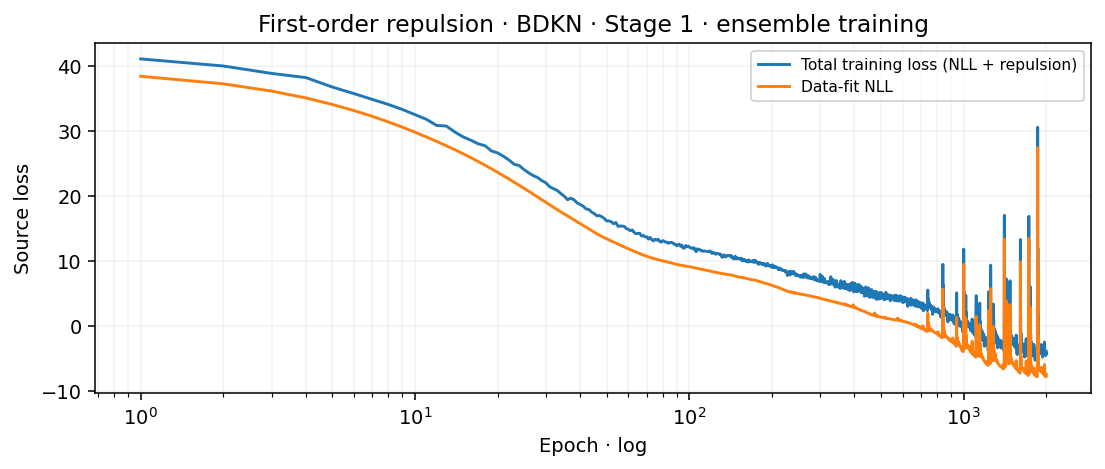 First-order repulsion · BDKN · Stage 1 · ensemble training
Total training loss (NLL + repulsion)
Data-fit NLL
Source loss
40
30
20
10
0
−10
10⁰
10¹
10²
10³
Epoch · log